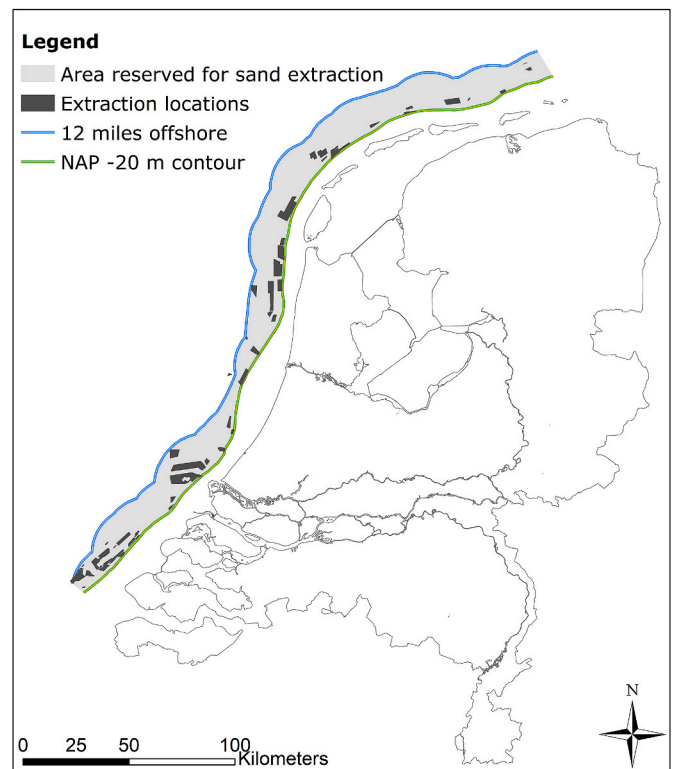 Legend
Area reserved for sand extraction
Extraction locations
12 miles offshore
NAP -20 m contour
N
0 25 50 100 Kilometers